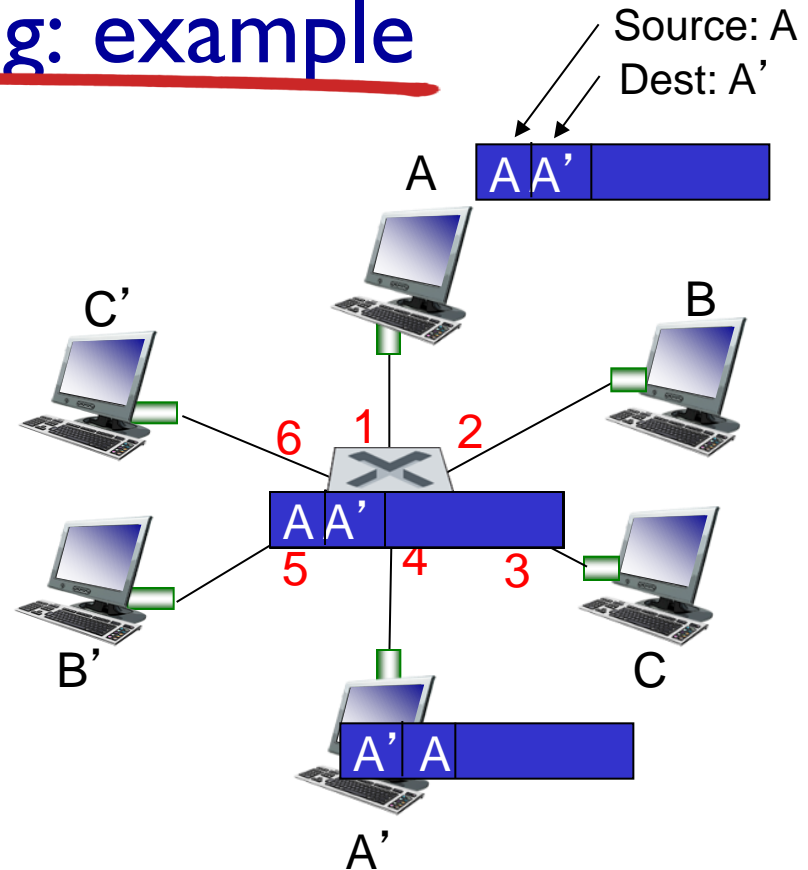 g: example
Source: A
Dest: A’
A
A A’
C’
B
6 1 2
A A’
5 4 3
B’
C
A’ A
A’